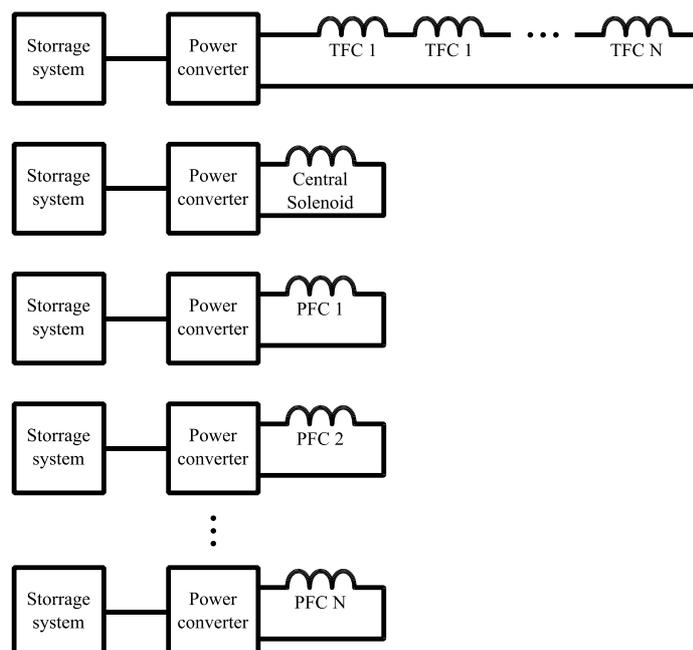 Storrage
system
Power
converter
TFC 1
TFC 1
TFC N
Storrage
system
Power
converter
Central
Solenoid
Storrage
system
Power
converter
PFC 1
Storrage
system
Power
converter
PFC 2
Storrage
system
Power
converter
PFC N